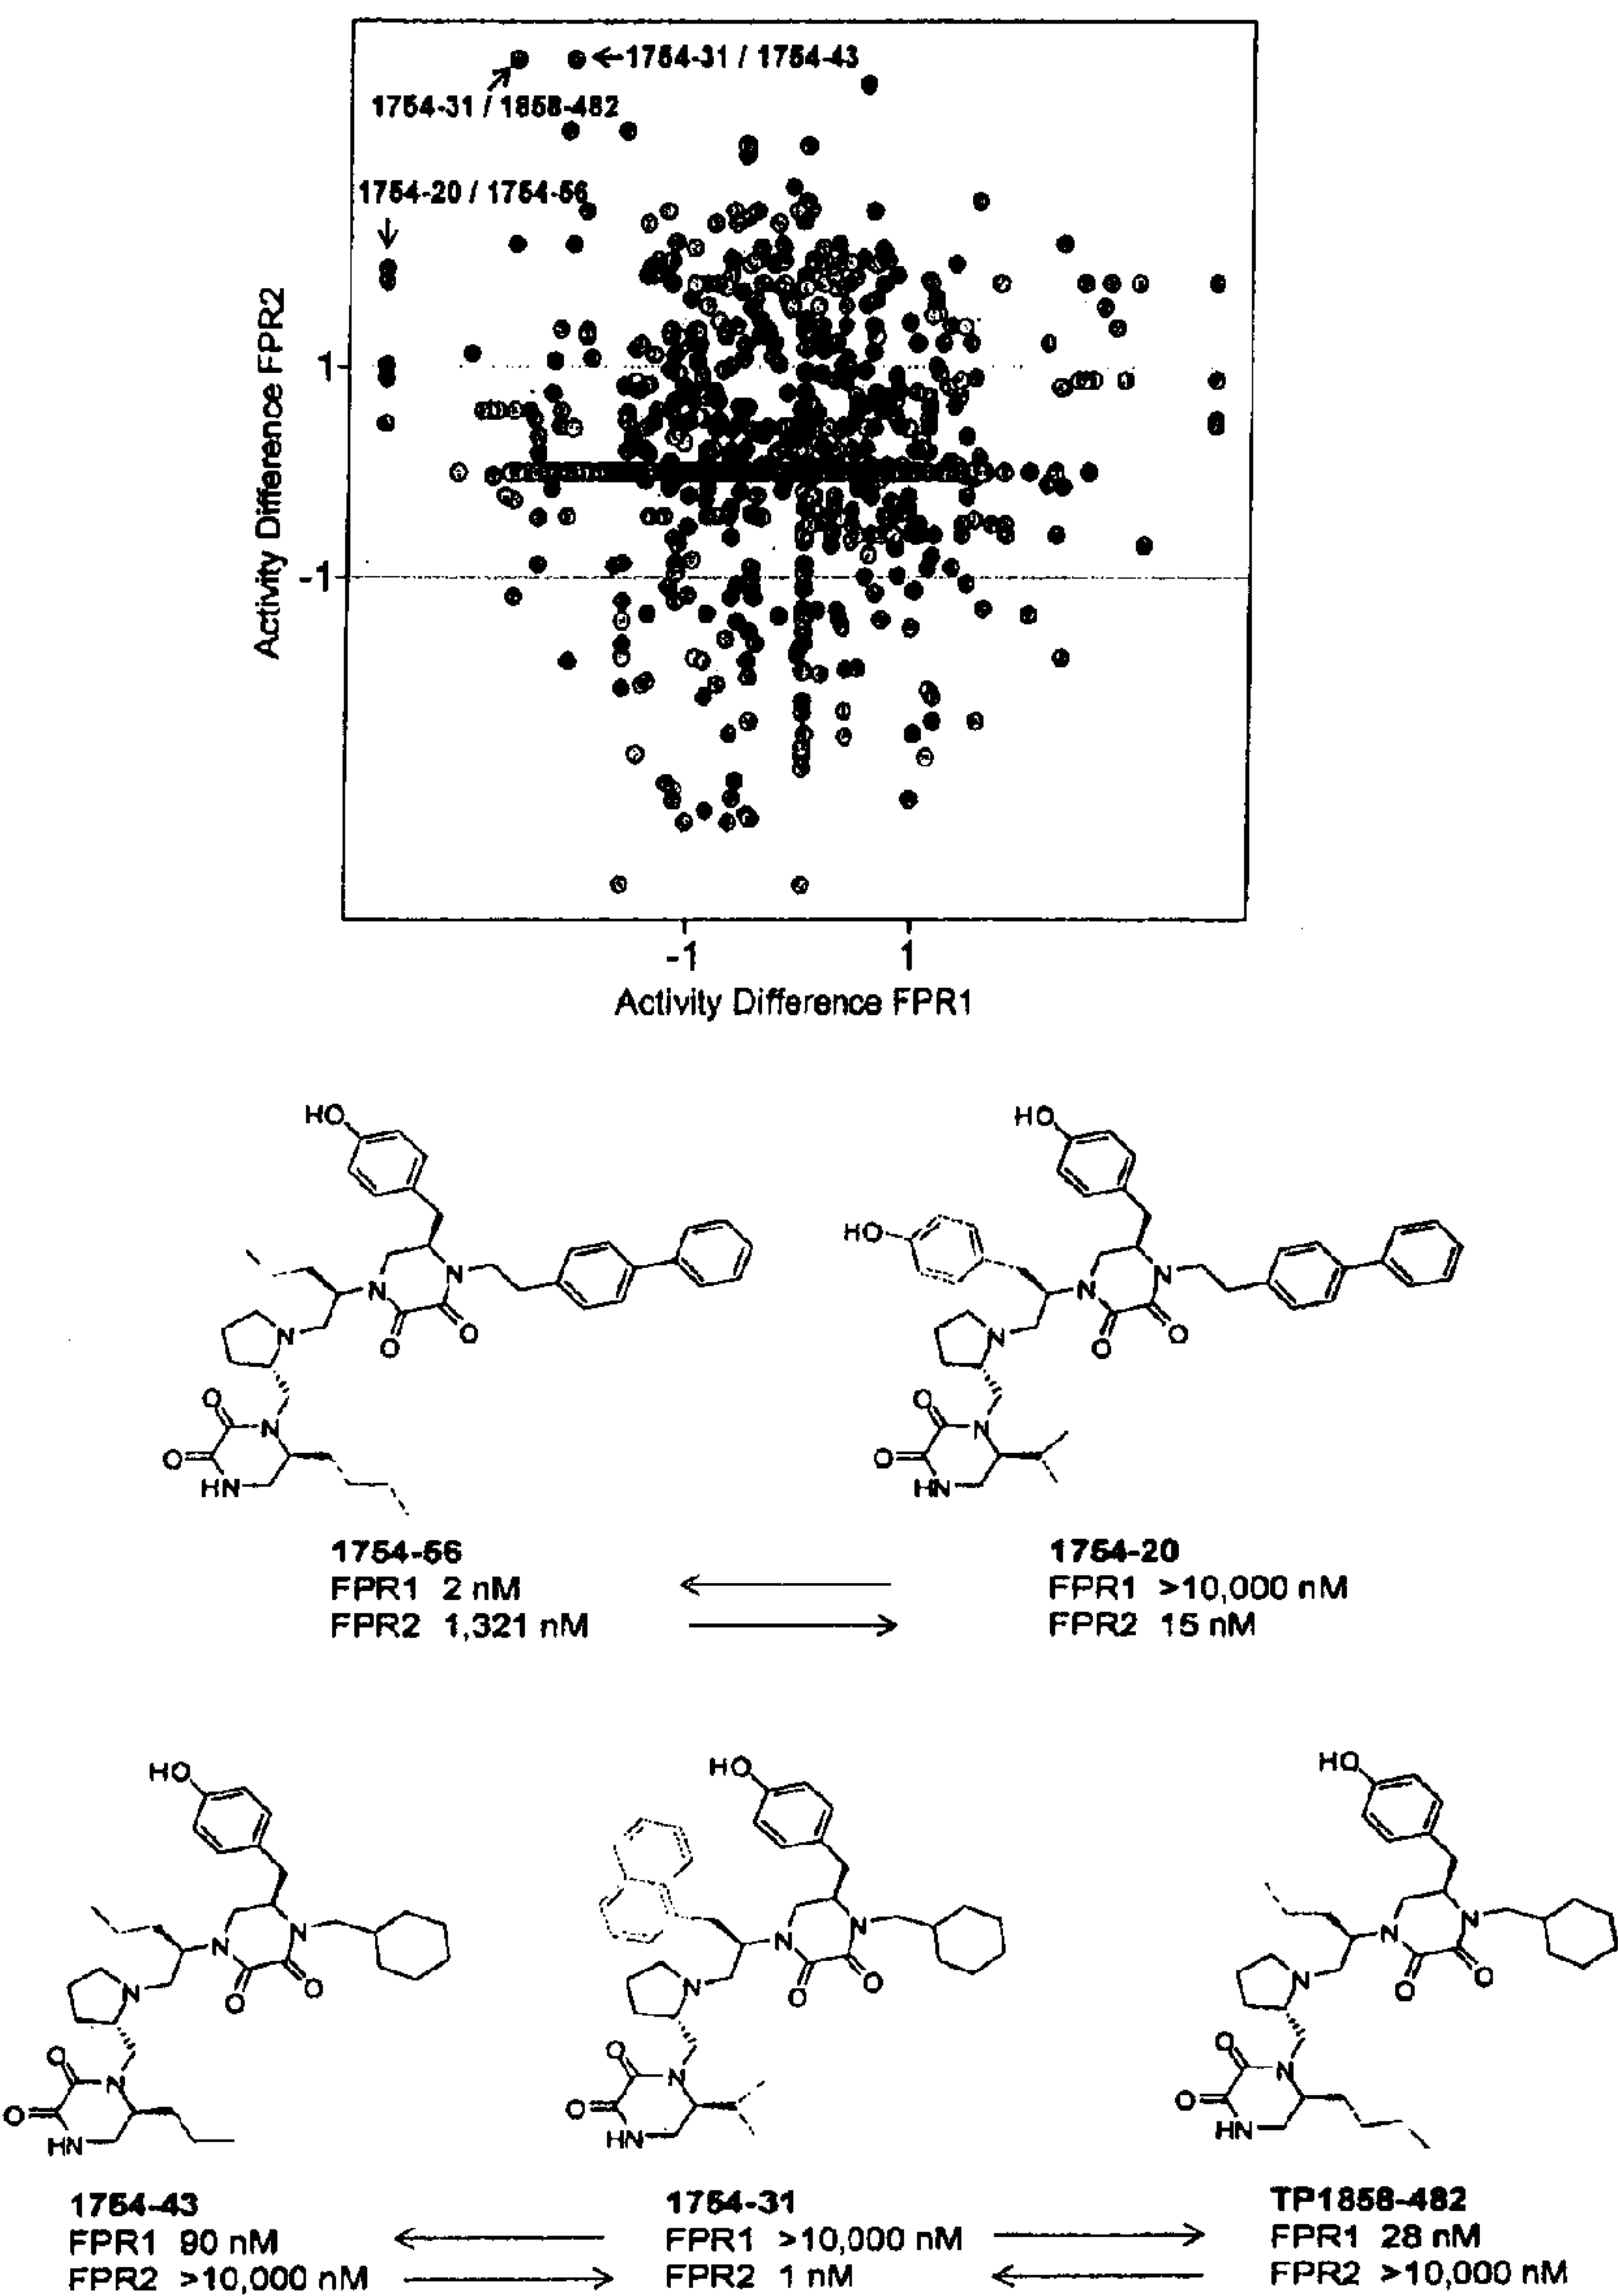 1754-31 / 1754-43
1754-31 / 1858-482
1754-20 / 1754-56
Activity Difference FPR2
1
-1
-1
1
Activity Difference FPR1
HO
N
N
O
O
N
O
N
O
HN
HO
HO
N
N
O
O
N
O
N
O
HN
1754-56
FPR1 2 nM
FPR2 1,321 nM
1754-20
FPR1 >10,000 nM
FPR2 15 nM
HO
N
N
O
O
N
O
N
O
HN
HO
N
N
O
O
N
O
N
O
HN
HO
N
N
O
O
N
O
N
O
HN
1754-43
FPR1 90 nM
FPR2 >10,000 nM
1754-31
FPR1 >10,000 nM
FPR2 1 nM
TP1858-482
FPR1 28 nM
FPR2 >10,000 nM